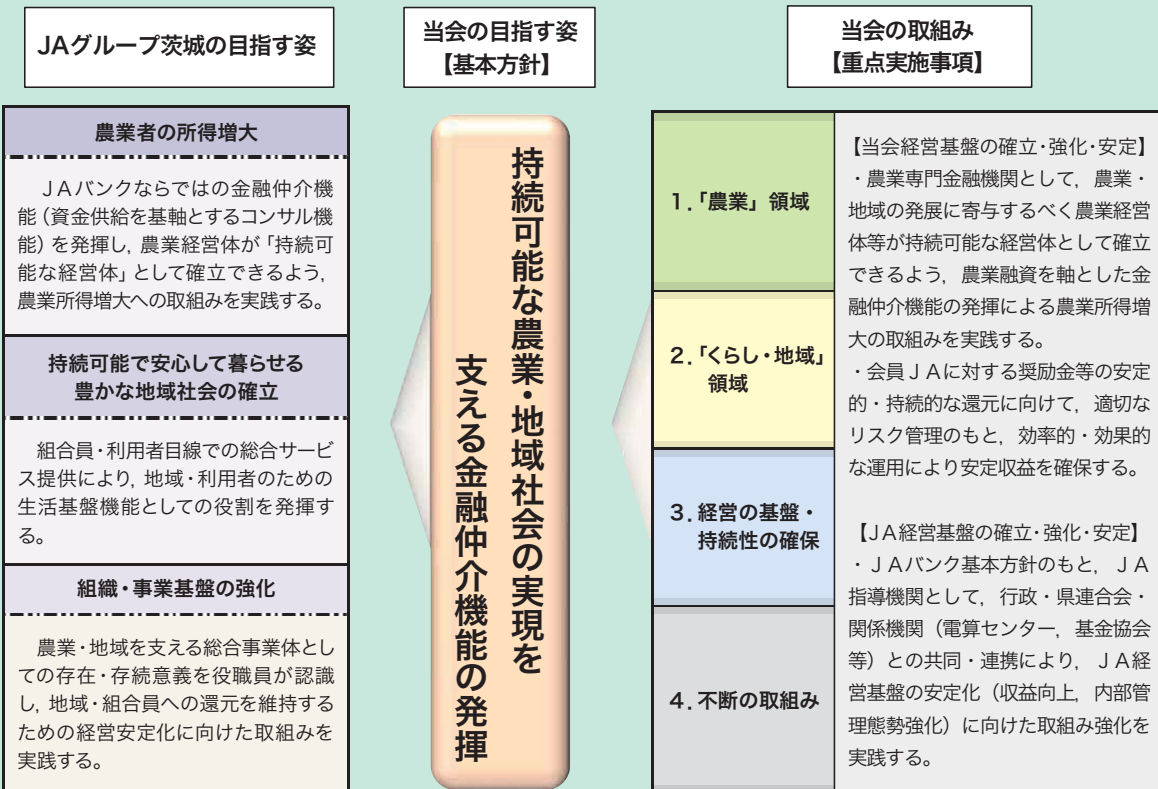 JAグループ茨城の目指す姿
農業者の所得増大
　ＪＡバンクならではの金融仲介機
能（資金供給を基軸とするコンサル機
能）を発揮し，農業経営体が「持続可
能な経営体」として確立できるよう，
農業所得増大への取組みを実践する。
持続可能で安心して暮らせる
豊かな地域社会の確立
　組合員・利用者目線での総合サービ
ス提供により，地域・利用者のための
生活基盤機能としての役割を発揮す
る。
組織・事業基盤の強化
　農業・地域を支える総合事業体とし
ての存在・存続意義を役職員が認識
し，地域・組合員への還元を維持する
ための経営安定化に向けた取組みを
実践する。
当会の目指す姿
【基本方針】
持続可能な農業・地域社会の実現を
支える金融仲介機能の発揮
当会の取組み
【重点実施事項】
1．「農業」領域
2．「くらし・地域」
領域
3．経営の基盤・
持続性の確保
4．不断の取組み
【当会経営基盤の確立・強化・安定】
・農業専門金融機関として，農業・
地域の発展に寄与するべく農業経営
体等が持続可能な経営体として確立
できるよう，農業融資を軸とした金
融仲介機能の発揮による農業所得増
大の取組みを実践する。
・会員ＪＡに対する奨励金等の安定
的・持続的な還元に向けて，適切な
リスク管理のもと，効率的・効果的
な運用により安定収益を確保する。
【ＪＡ経営基盤の確立・強化・安定】
・ＪＡバンク基本方針のもと，ＪＡ
指導機関として，行政・県連合会・
関係機関（電算センター，基金協会
等）との共同・連携により，ＪＡ経
営基盤の安定化（収益向上，内部管
理態勢強化）に向けた取組み強化を
実践する。